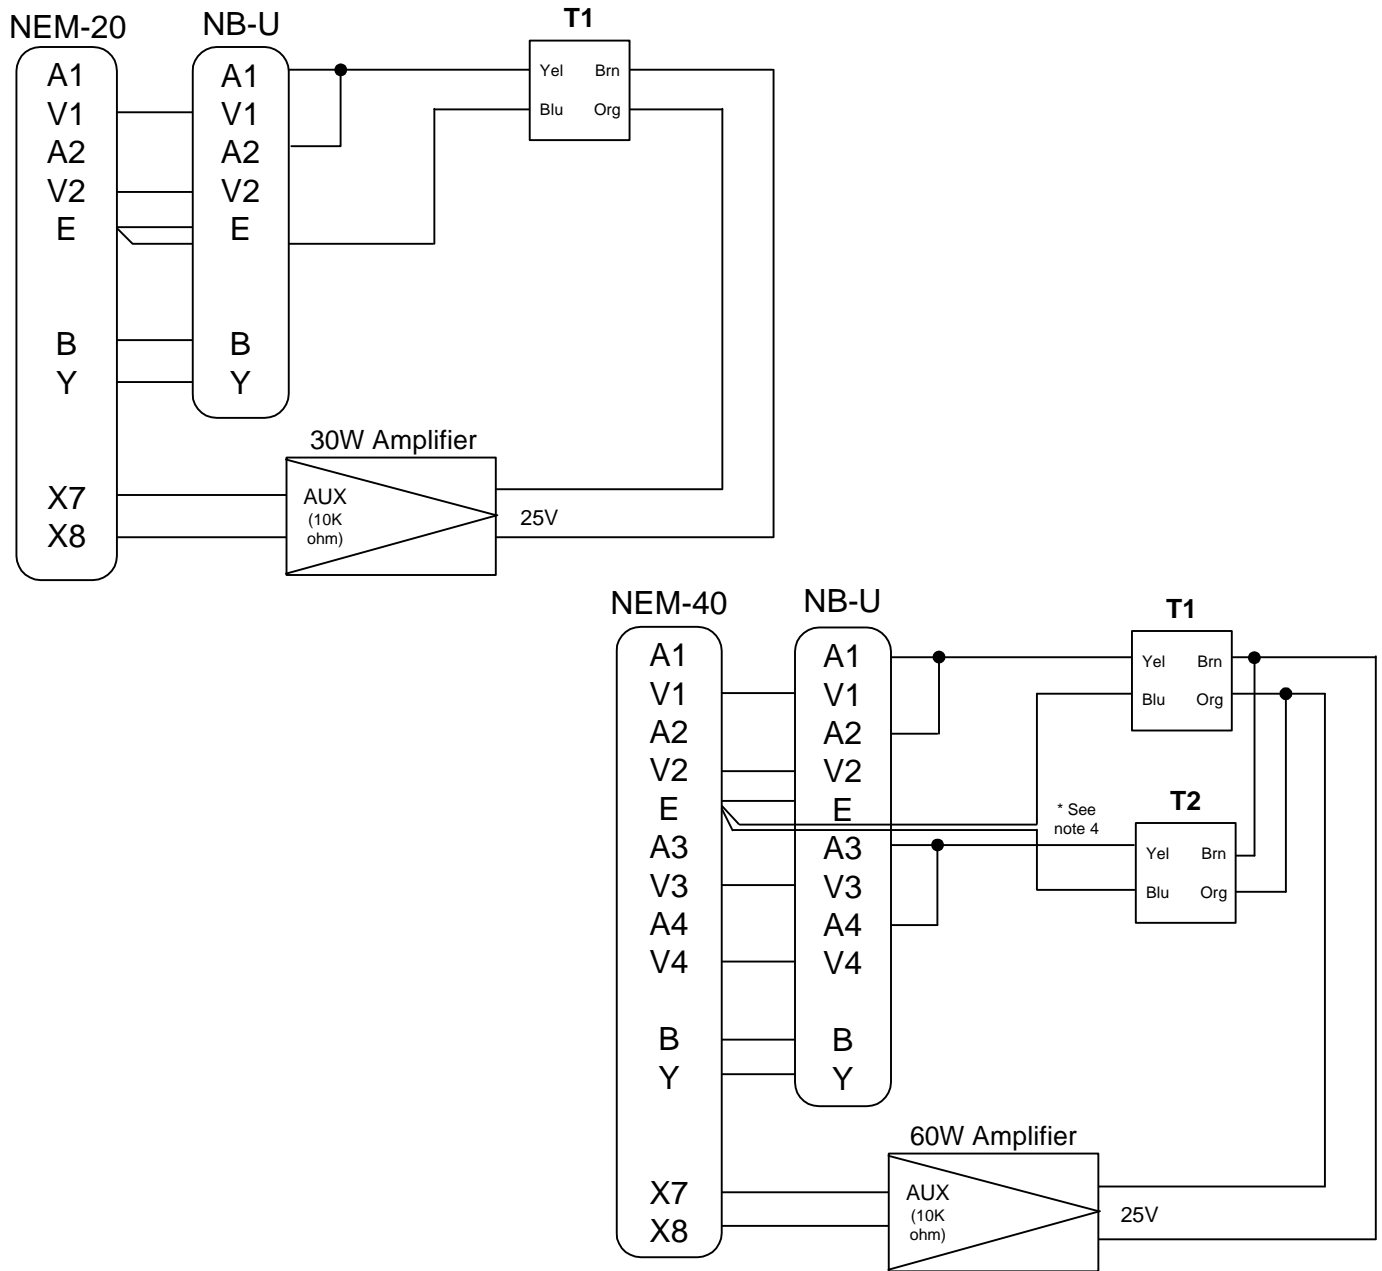 NEM-20
NB-U
T1
A1
V1
A2
V2
E
B
Y
X7
X8
A1
V1
A2
V2
E
B
Y
Yel Brn
Blu Org
30W Amplifier
AUX
(10K
ohm)
25V
NEM-40
NB-U
T1
A1
V1
A2
V2
E
A3
V3
A4
V4
B
Y
X7
X8
A1
V1
A2
V2
E
A3
V3
A4
V4
B
Y
Yel Brn
Blu Org
* See
note 4
T2
Yel Brn
Blu Org
60W Amplifier
AUX
(10K
ohm)
25V